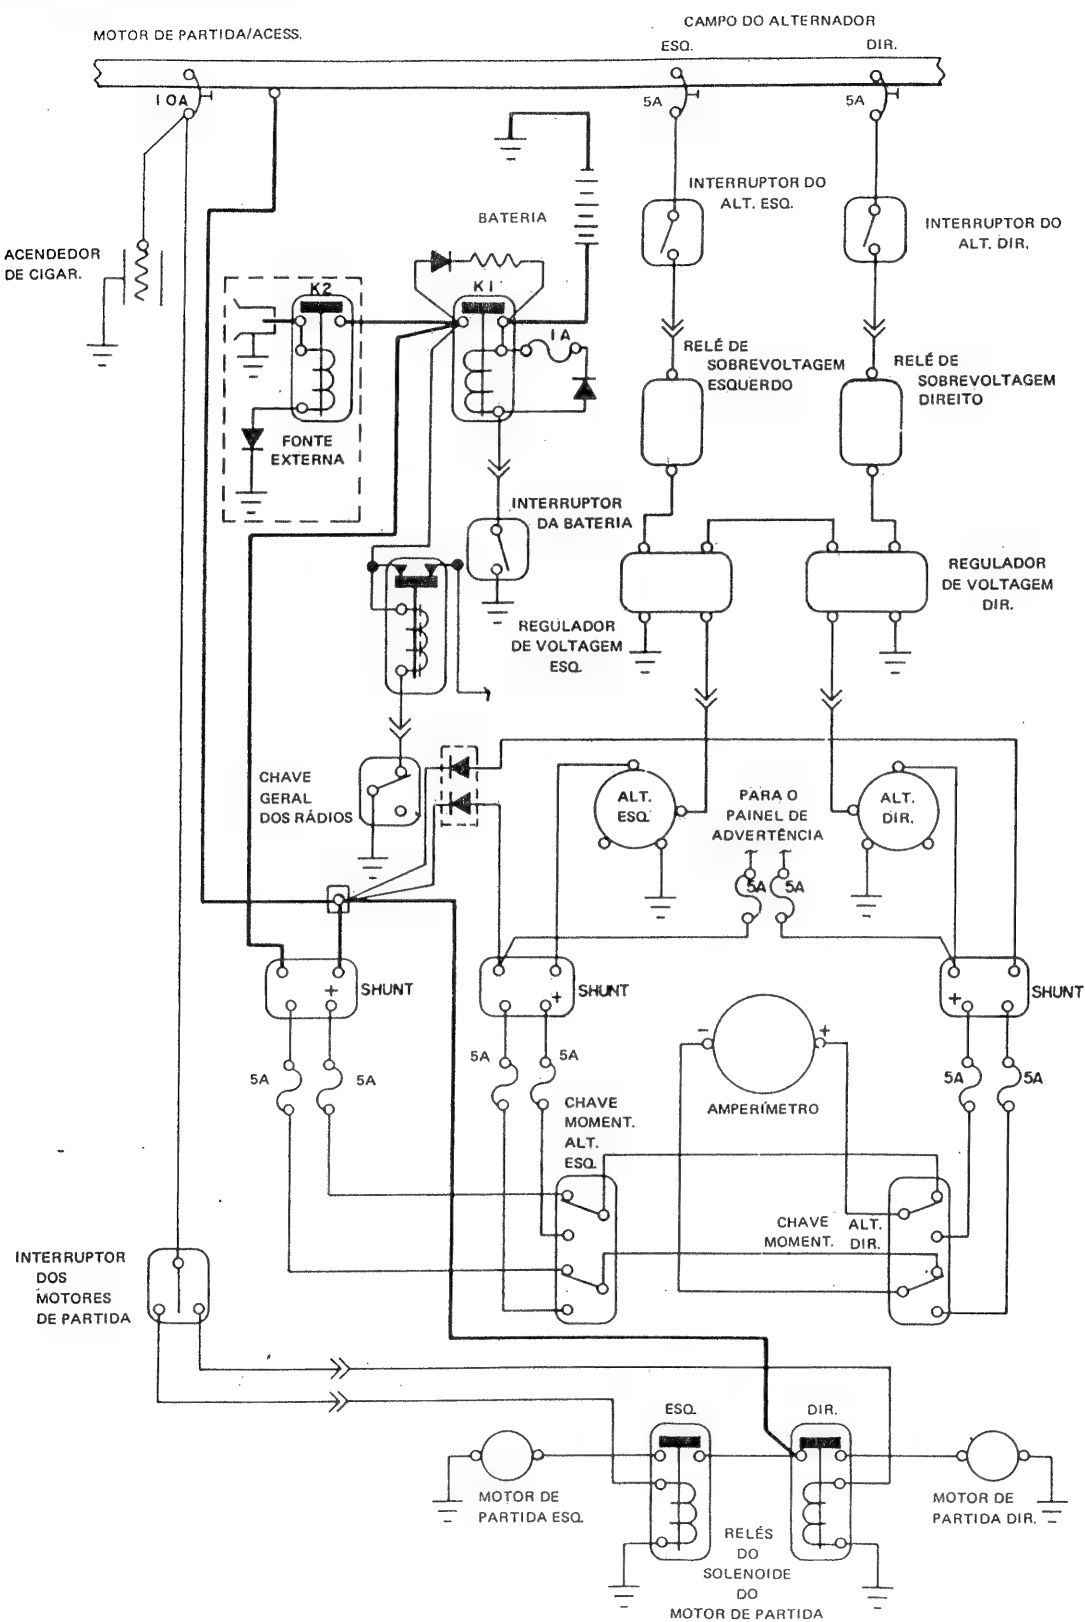 CAMPO DO ALTERNADOR
MOTOR DE PARTIDA/ACESS.
ESQ.
DIR.
10A
5A
5A
INTERRUPTOR DO
ALT. ESQ.
INTERRUPTOR DO
ALT. DIR.
BATERIA
ACENDEDOR
DE CIGAR.
K2
K1
1A
RELÉ DE
SOBREVOLTAGEM
ESQUERDO
RELÉ DE
SOBREVOLTAGEM
DIREITO
FONTE
EXTERNA
INTERRUPTOR
DA BATERIA
REGULADOR
DE VOLTAGEM
DIR.
REGULADOR
DE VOLTAGEM
ESQ.
CHAVE
GERAL
DOS RÁDIOS
ALT.
ESQ.
PARA O
PAINEL DE
ADVERTÊNCIA
ALT.
DIR.
5A
5A
+
SHUNT
+
SHUNT
+
SHUNT
-
+
AMPERÍMETRO
5A
5A
5A
5A
5A
5A
CHAVE
MOMENT.
ALT.
ESQ.
CHAVE
MOMENT.
ALT.
DIR.
INTERRUPTOR
DOS
MOTORES
DE PARTIDA
ESQ.
DIR.
MOTOR DE
PARTIDA ESQ.
MOTOR DE
PARTIDA DIR.
RELÉS
DO
SOLENOIDE
DO
MOTOR DE PARTIDA